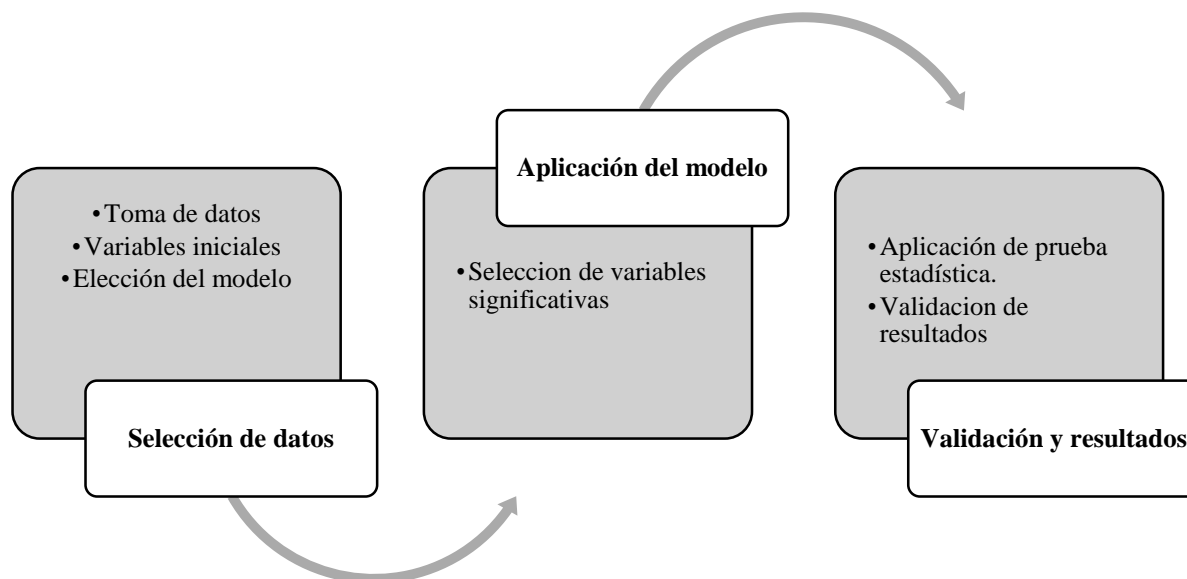 •Toma de datos
•Variables iniciales
•Elección del modelo
Selección de datos
Aplicación del modelo
•Seleccion de variables
significativas
•Aplicación de prueba
estadística.
•Validacion de
resultados
Validación y resultados